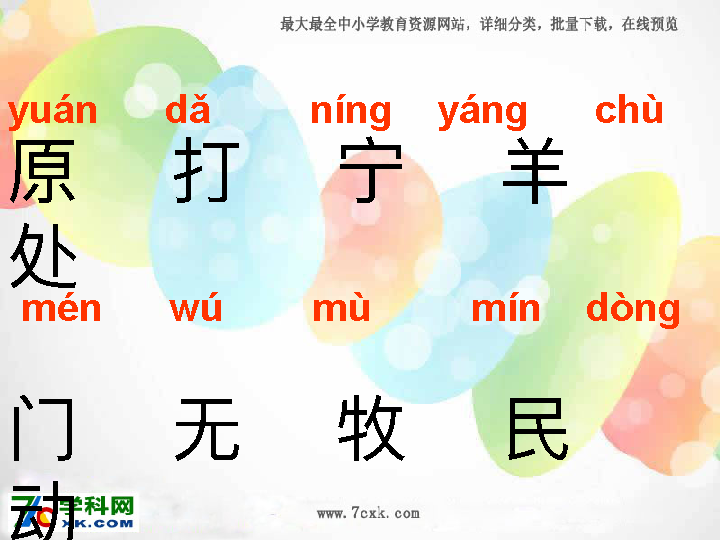 最大最全中小学教育资源网站，详细分类，批量下载，在线预览
yuán dǎ níng yáng chù
原 打 宁 羊
处
mén wú mù mín dòng
门 无 牧 民
动
学科网
XK.COM
www.7cxk.com